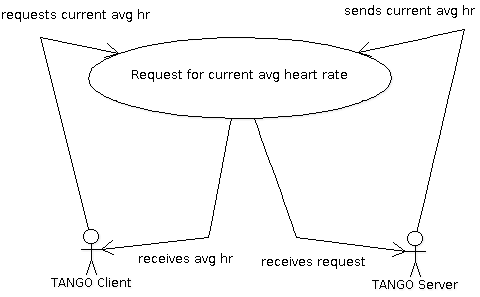 requests current avg hr
sends current avg hr
Request for current avg heart rate
receives avg hr
receives request
TANGO Client
TANGO Server